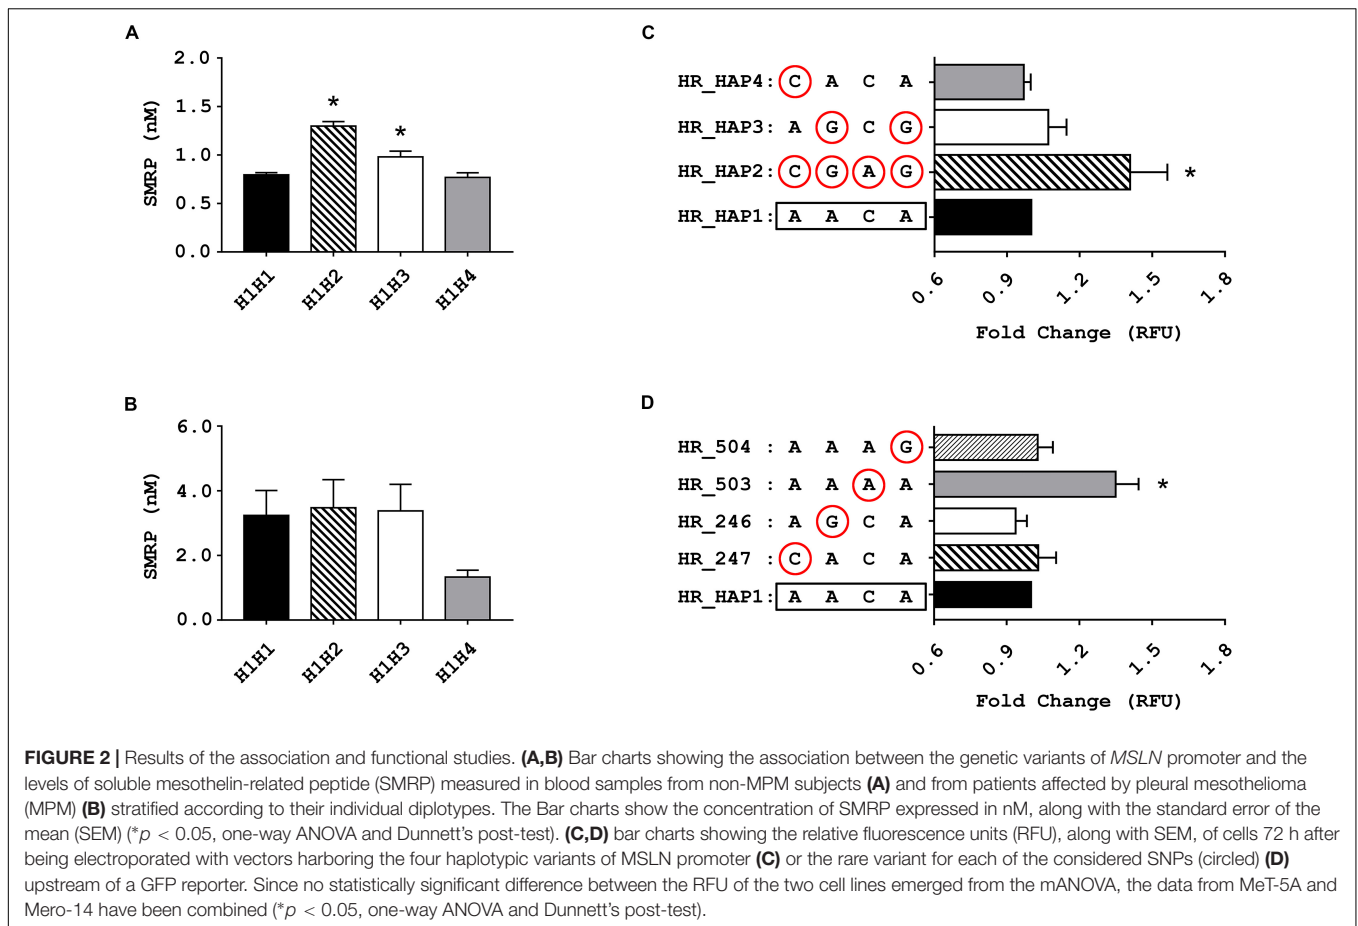 A
2.0
1.5
1.0
0.5
0.0
SMRP (nM)
*
*
H1H1
H1H2
H1H3
H1H4
C
HR_HAP4: C A C A
HR_HAP3: A G C G
HR_HAP2: C G A G
*
HR_HAP1: A A C A
0.6
0.9
1.2
1.5
1.8
Fold Change (RFU)
B
6.0
4.0
2.0
0.0
SMRP (nM)
H1H1
H1H2
H1H3
H1H4
D
HR_504 : A A A G
HR_503 : A A A A
*
HR_246 : A G C A
HR_247 : C A C A
HR_HAP1: A A C A
0.6
0.9
1.2
1.5
1.8
Fold Change (RFU)
FIGURE 2 | Results of the association and functional studies. (A,B) Bar charts showing the association between the genetic variants of MSLN promoter and the
levels of soluble mesothelin-related peptide (SMRP) measured in blood samples from non-MPM subjects (A) and from patients affected by pleural mesothelioma
(MPM) (B) stratified according to their individual diplotypes. The Bar charts show the concentration of SMRP expressed in nM, along with the standard error of the
mean (SEM) (*p < 0.05, one-way ANOVA and Dunnett's post-test). (C,D) bar charts showing the relative fluorescence units (RFU), along with SEM, of cells 72 h after
being electroporated with vectors harboring the four haplotypic variants of MSLN promoter (C) or the rare variant for each of the considered SNPs (circled) (D)
upstream of a GFP reporter. Since no statistically significant difference between the RFU of the two cell lines emerged from the mANOVA, the data from MeT-5A and
Mero-14 have been combined (*p < 0.05, one-way ANOVA and Dunnett's post-test).